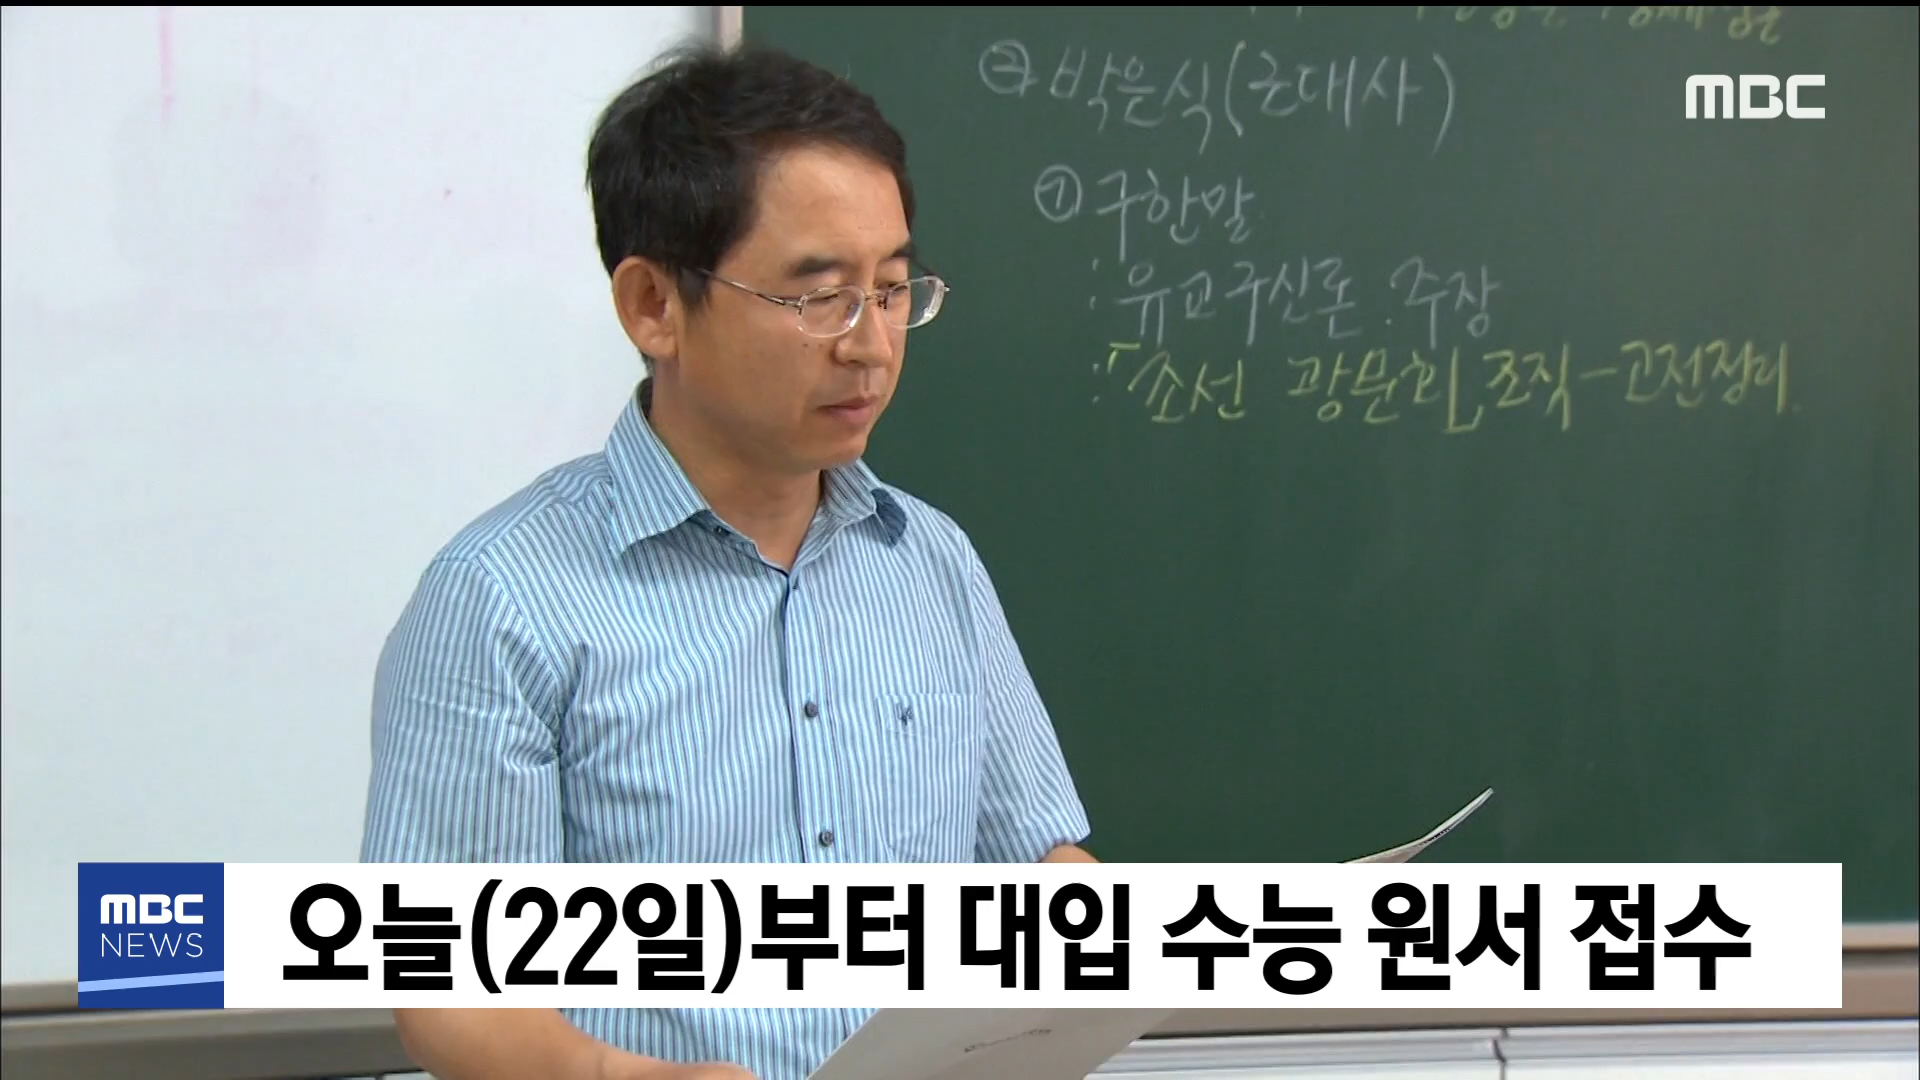 ② 박은식(근대사)
MBC
① 구한말
: 유교구신론 주장
: 「조선 광문회」조직-고전정리
MBC
NEWS
오늘(22일)부터 대입 수능 원서 접수